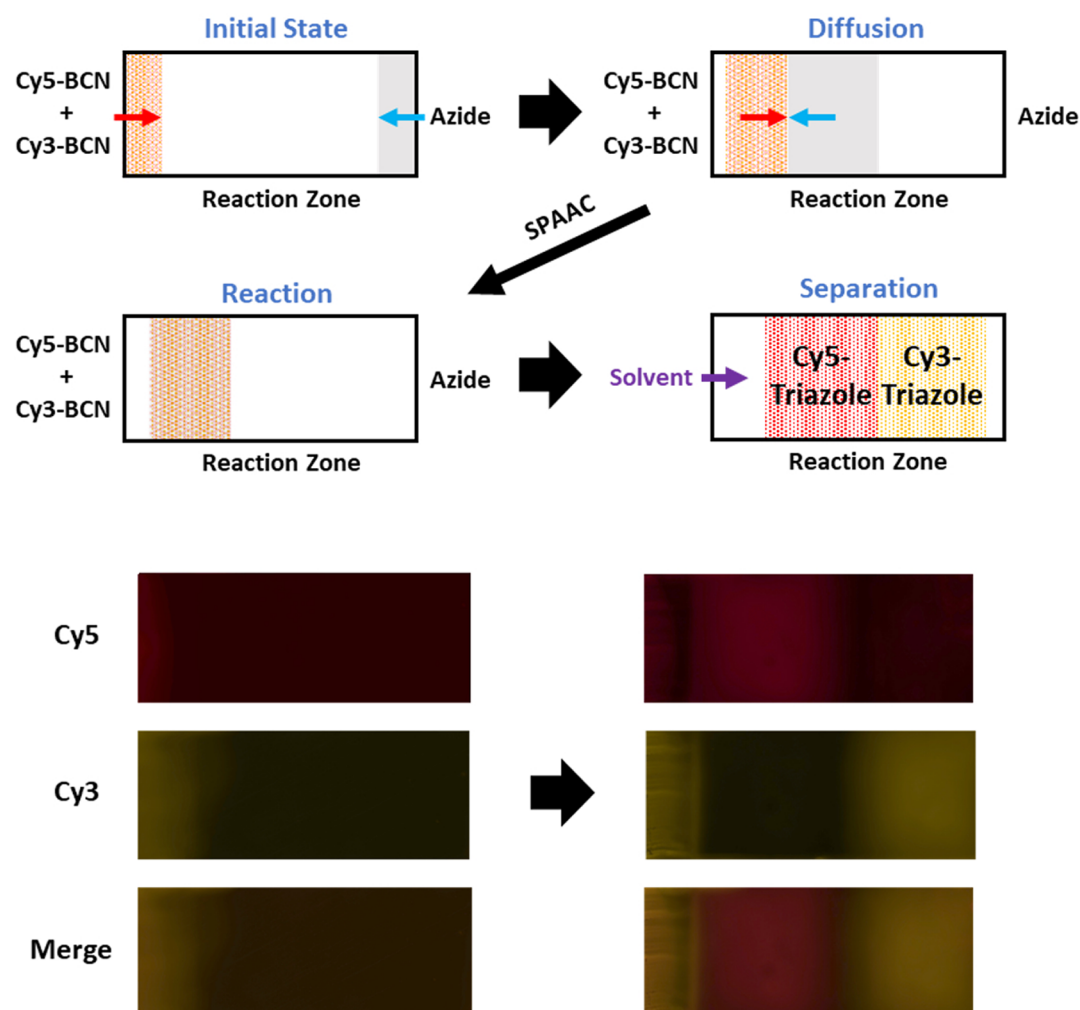 Initial State
Diffusion
Cy5-BCN
+
Cy3-BCN
Azide
Reaction Zone
Cy5-BCN
+
Cy3-BCN
Azide
Reaction Zone
SPAAC
Reaction
Separation
Cy5-BCN
+
Cy3-BCN
Azide
Reaction Zone
Solvent
Cy5-
Triazole
Cy3-
Triazole
Reaction Zone
Cy5
Cy3
Merge